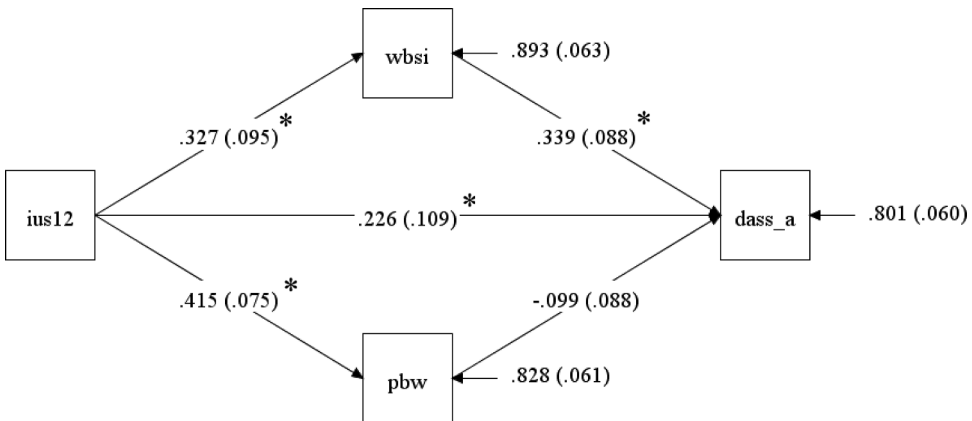 wbsi
.893 (.063)
.327 (.095)*
.339 (.088)*
ius12
.226 (.109)*
dass_a
.801 (.060)
.415 (.075)*
-.099 (.088)
pbw
.828 (.061)